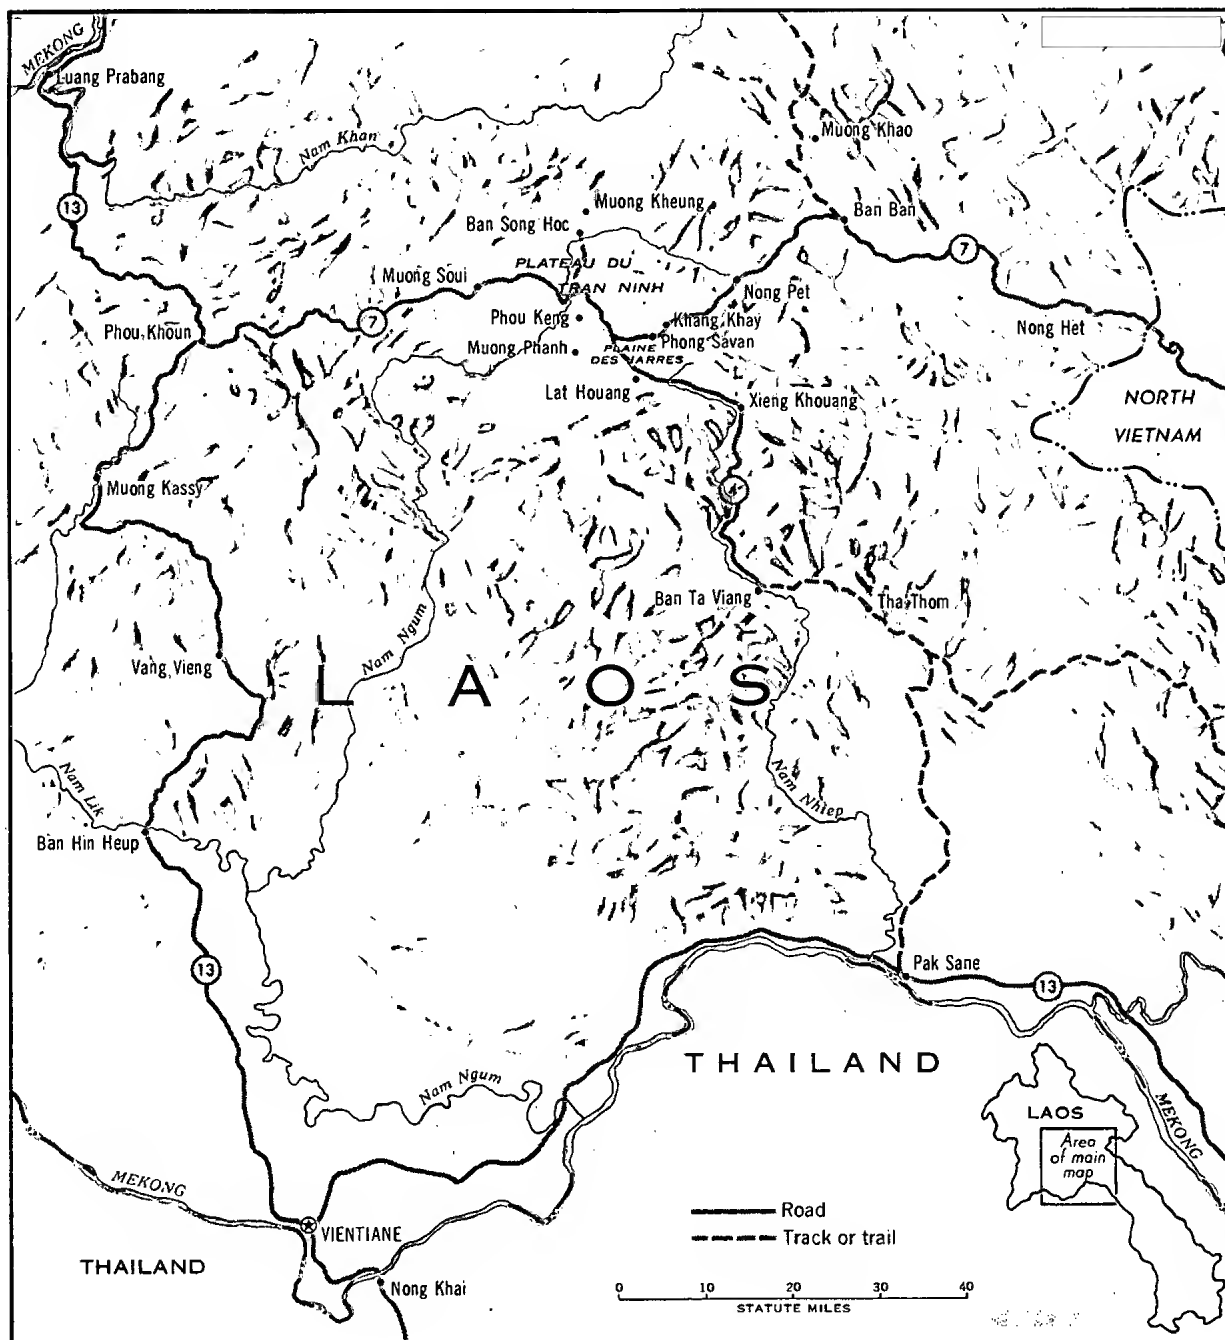 MEKONG
Luang Prabang
Nam Khan
Muong Khao
13
Muong Kheung
Ban Song Hoc
Ban Ban
7
PLATEAU DU
TRAN NINH
Muong Soui
Nong Pet
Phou Khoun
7
Phou Keng
Khang Khay
Phong Savan
Nong Het
Muong Phanh
PLAINE
DES JARRES
Lat Houang
Xieng Khouang
NORTH
VIETNAM
Muong Kassy
4
Ban Ta Viang
Tha Thom
Nam Ngum
Vang Vieng
LAOS
Nam Lik
Nam Nhiep
Ban Hin Heup
13
Pak Sane
13
THAILAND
Nam Ngum
LAOS
Area
of main
map
MEKONG
MEKONG
VIENTIANE
THAILAND
Nong Khai
Road
Track or trail
0 10 20 30 40
STATUTE MILES